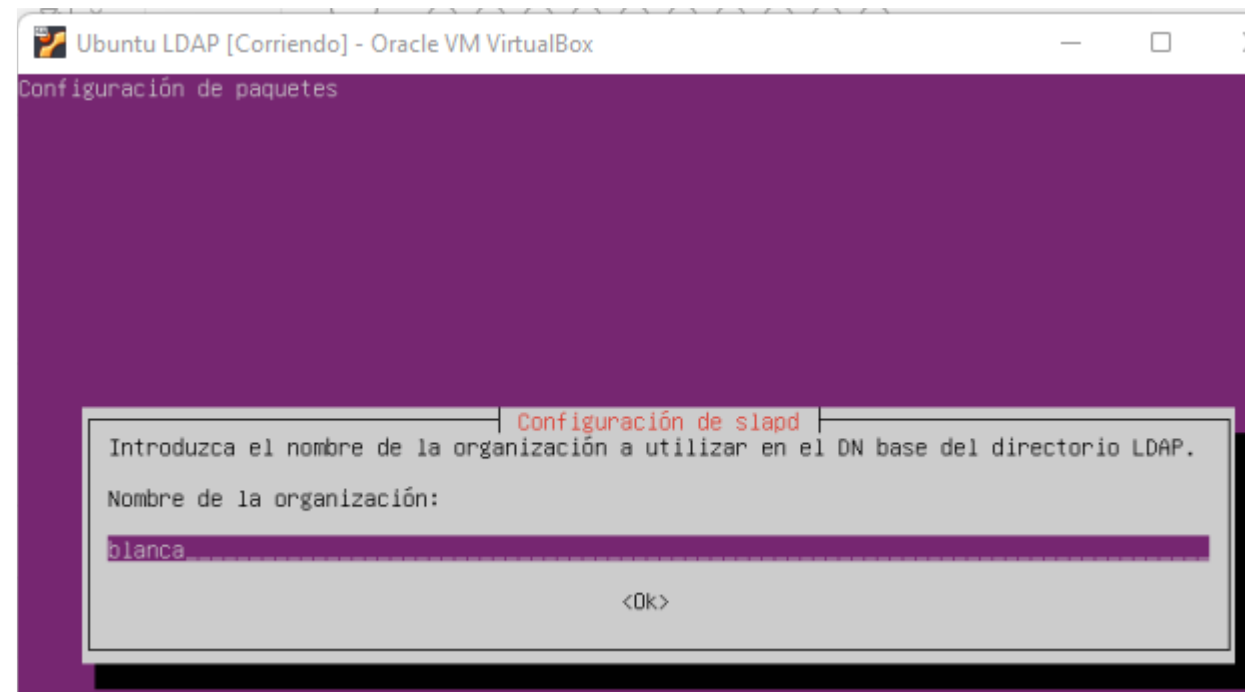 Ubuntu LDAP [Corriendo] - Oracle VM VirtualBox
Configuración de paquetes
Configuración de slapd
Introduzca el nombre de la organización a utilizar en el DN base del directorio LDAP.
Nombre de la organización:
blanca
<Ok>